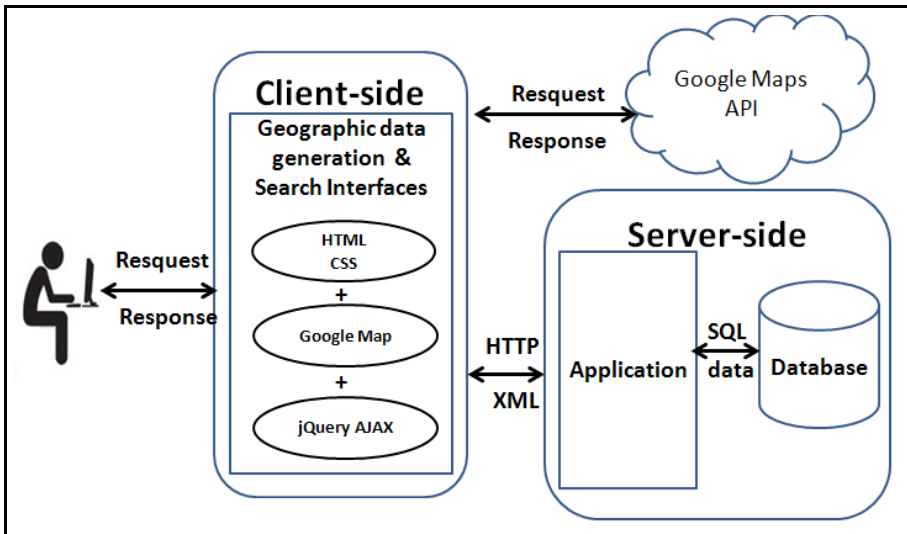 Client-side
Geographic data
generation &
Search Interfaces
HTML
CSS
+
Google Map
+
jQuery AJAX
Resquest
Response
Resquest
Response
Google Maps
API
HTTP
XML
Server-side
Application
SQL
data
Database